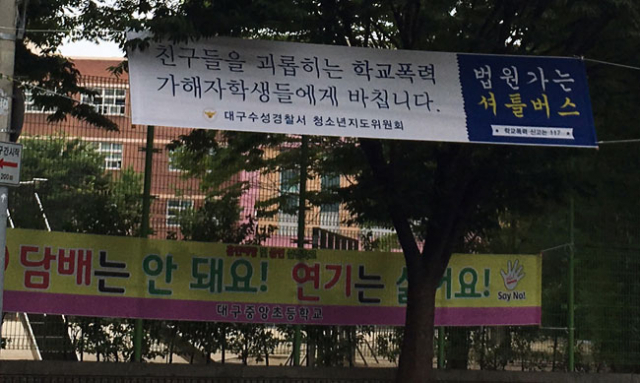 친구들을 괴롭히는 학교폭력
가해자학생들에게 바칩니다.
대구수성경찰서 청소년지도위원회
법원가는
셔틀버스
학교폭력·신고는·117
담배는 안 돼요! 연기는
Say No!
대구중앙초등학교